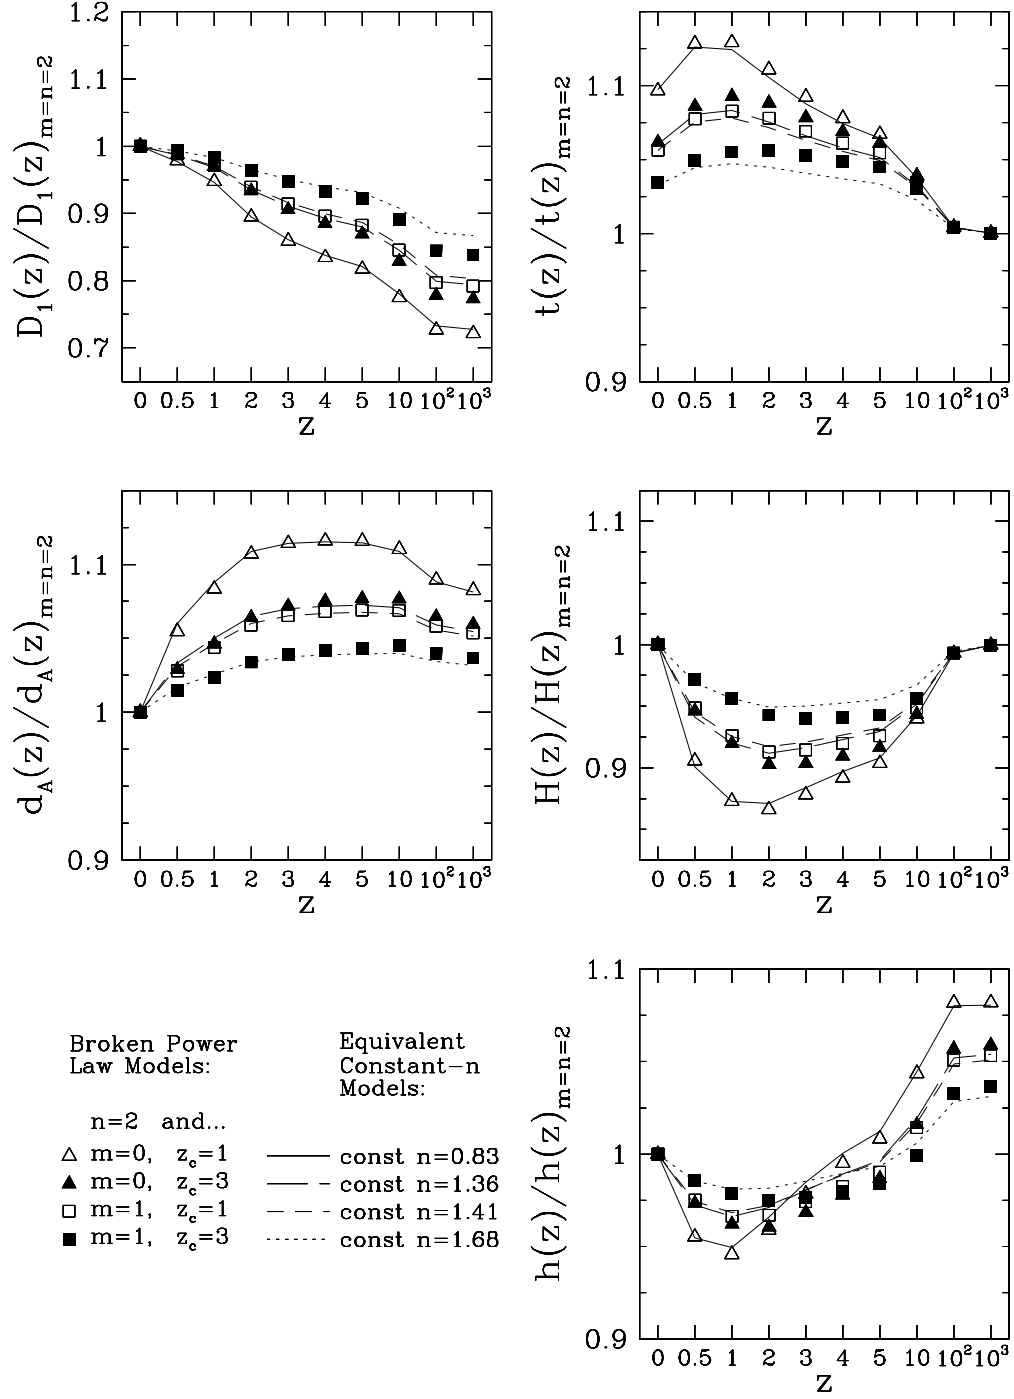 1.2
1.1
1
0.9
0.8
0.7
D₁(z)/D₁(z)ₘ₌ₙ₌₂
0 0.5 1 2 3 4 5 10 10² 10³
z
1.1
1
0.9
t(z)/t(z)ₘ₌ₙ₌₂
0 0.5 1 2 3 4 5 10 10² 10³
z
1.1
1
0.9
d_A(z)/d_A(z)ₘ₌ₙ₌₂
0 0.5 1 2 3 4 5 10 10² 10³
z
1.1
1
0.9
H(z)/H(z)ₘ₌ₙ₌₂
0 0.5 1 2 3 4 5 10 10² 10³
z
Broken Power
Law Models:
n=2 and...
m=0, z_c=1
m=0, z_c=3
m=1, z_c=1
m=1, z_c=3
Equivalent
Constant-n
Models:
const n=0.83
const n=1.36
const n=1.41
const n=1.68
1.1
1
0.9
h(z)/h(z)ₘ₌ₙ₌₂
0 0.5 1 2 3 4 5 10 10² 10³
z